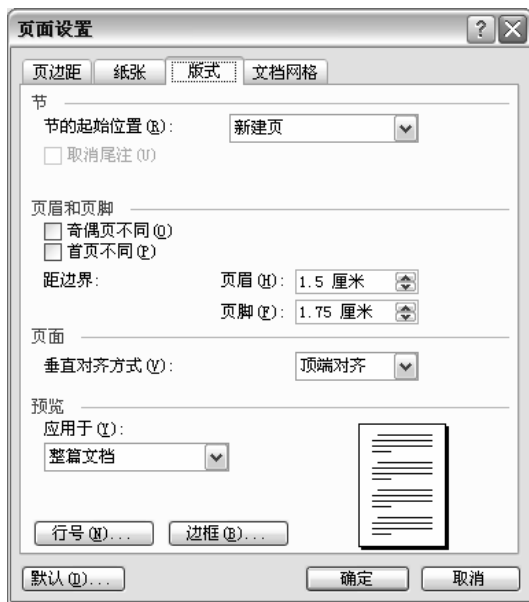 页面设置
页边距 纸张 版式 文档网格
节
节的起始位置(R): 新建页
取消尾注(U)
页眉和页脚
奇偶页不同(O)
首页不同(P)
距边界: 页眉(H): 1.5 厘米
页脚(F): 1.75 厘米
页面
垂直对齐方式(V): 顶端对齐
预览
应用于(Y):
整篇文档
行号(N)... 边框(B)...
默认(D)... 确定 取消